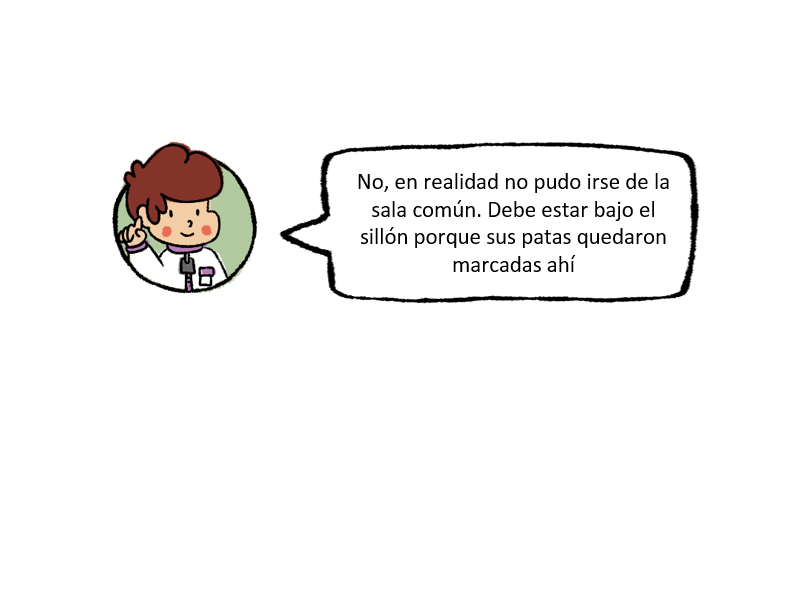 No, en realidad no pudo irse de la
sala común. Debe estar bajo el
sillón porque sus patas quedaron
marcadas ahí